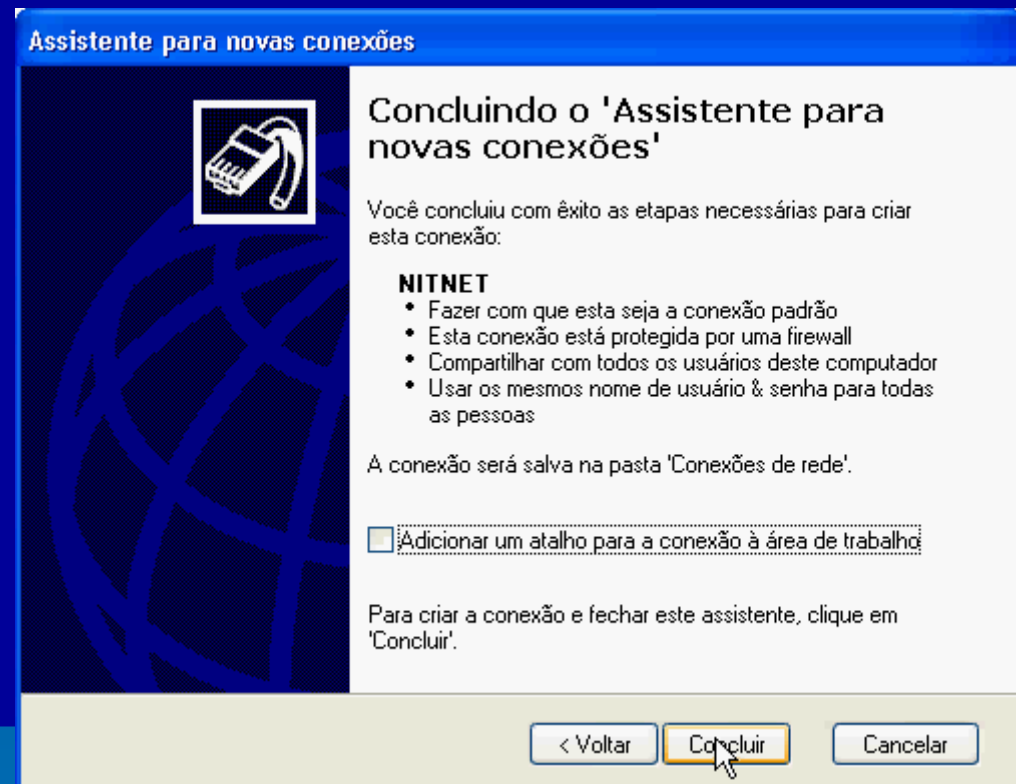 Assistente para novas conexões
Concluindo o 'Assistente para
novas conexões'
Você concluiu com êxito as etapas necessárias para criar
esta conexão:
NITNET
• Fazer com que esta seja a conexão padrão
• Esta conexão está protegida por uma firewall
• Compartilhar com todos os usuários deste computador
• Usar os mesmos nome de usuário & senha para todas
as pessoas
A conexão será salva na pasta 'Conexões de rede'.
Adicionar um atalho para a conexão à área de trabalho
Para criar a conexão e fechar este assistente, clique em
'Concluir'.
< Voltar
Concluir
Cancelar